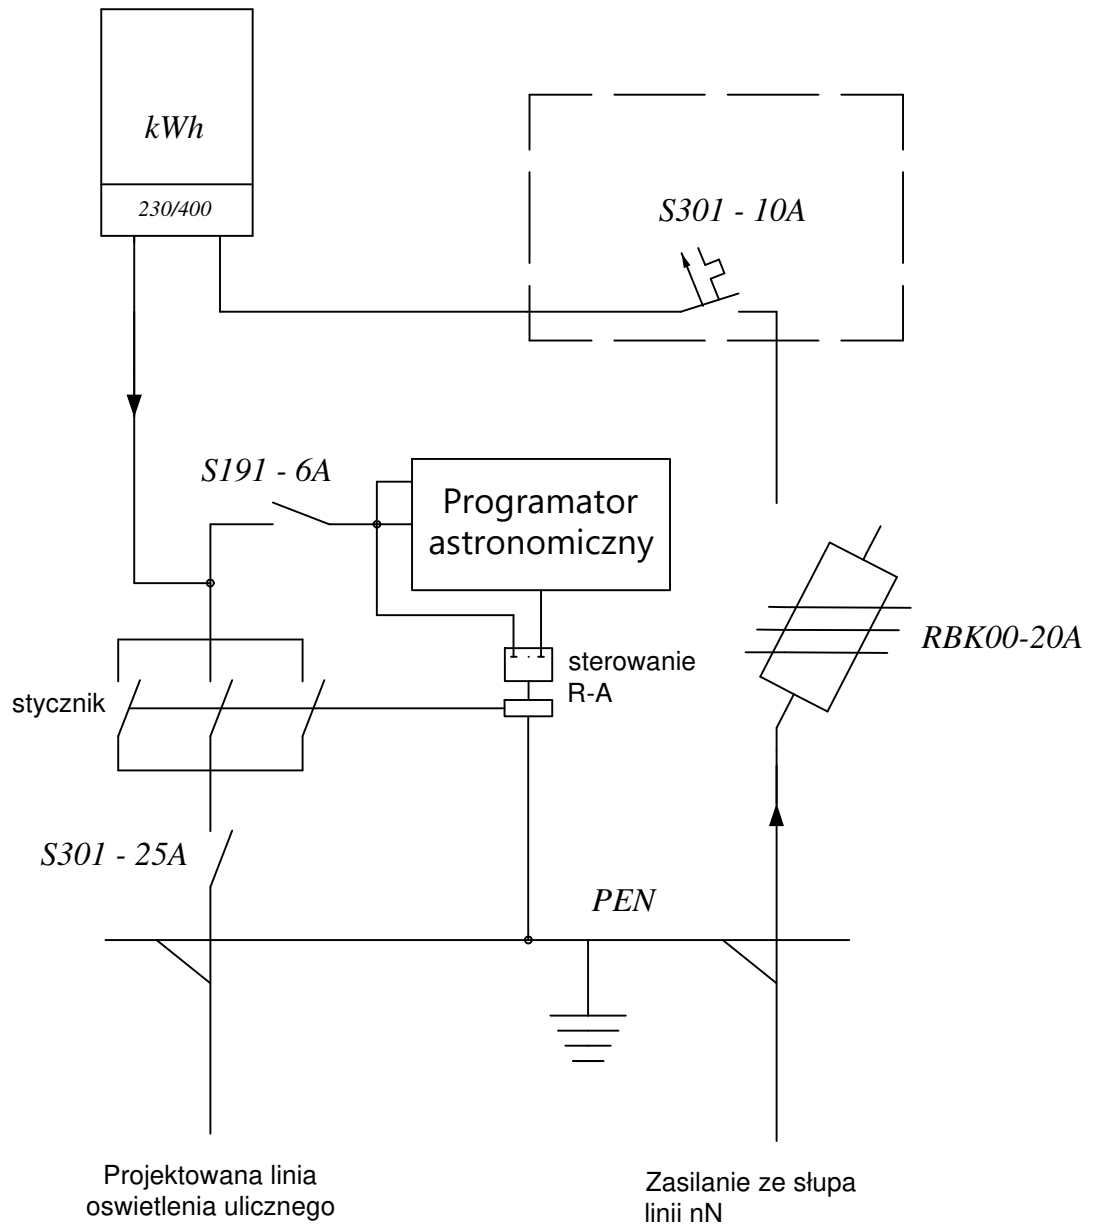 kWh
230/400
S301 - 10A
S191 - 6A
Programator
astronomiczny
RBK00-20A
sterowanie
R-A
stycznik
S301 - 25A
PEN
Projektowana linia
oswietlenia ulicznego
Zasilanie ze słupa
linii nN